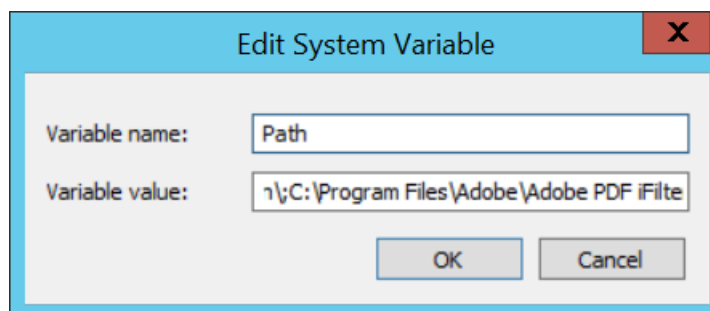 Edit System Variable
X
Variable name:
Path
Variable value:
\;C:\Program Files\Adobe\Adobe PDF iFilte
OK
Cancel